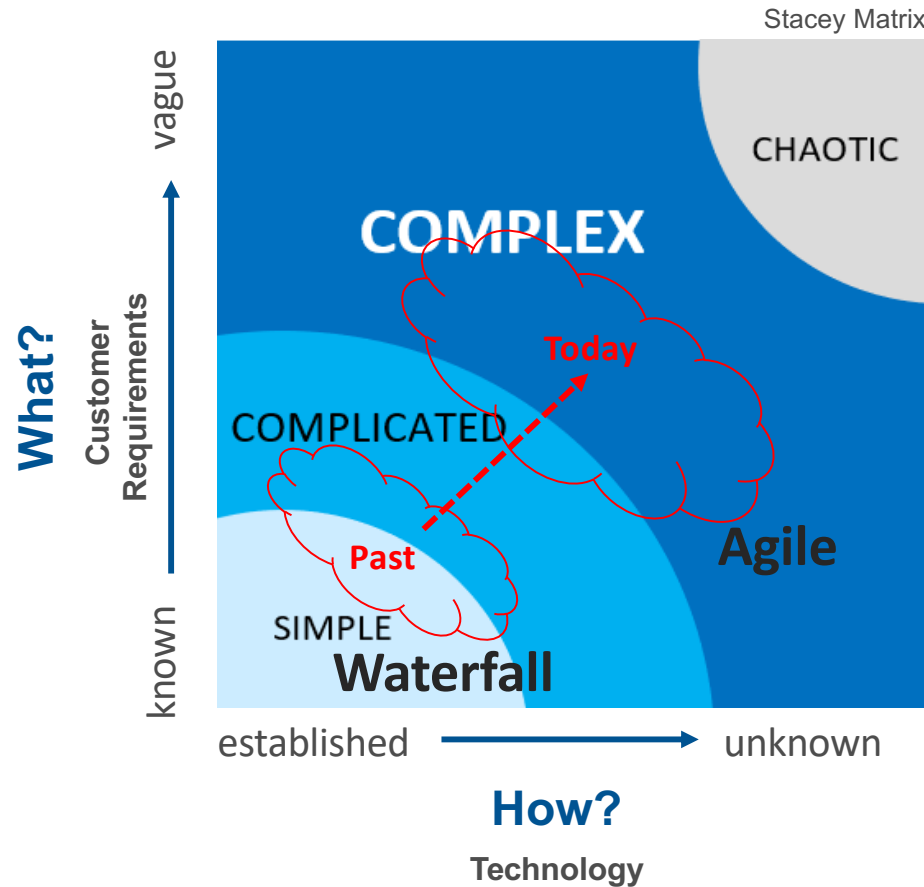 Stacey Matrix
vague
CHAOTIC
COMPLEX
What?
Customer
Requirements
Today
COMPLICATED
Agile
Past
SIMPLE
Waterfall
known
established
unknown
How?
Technology